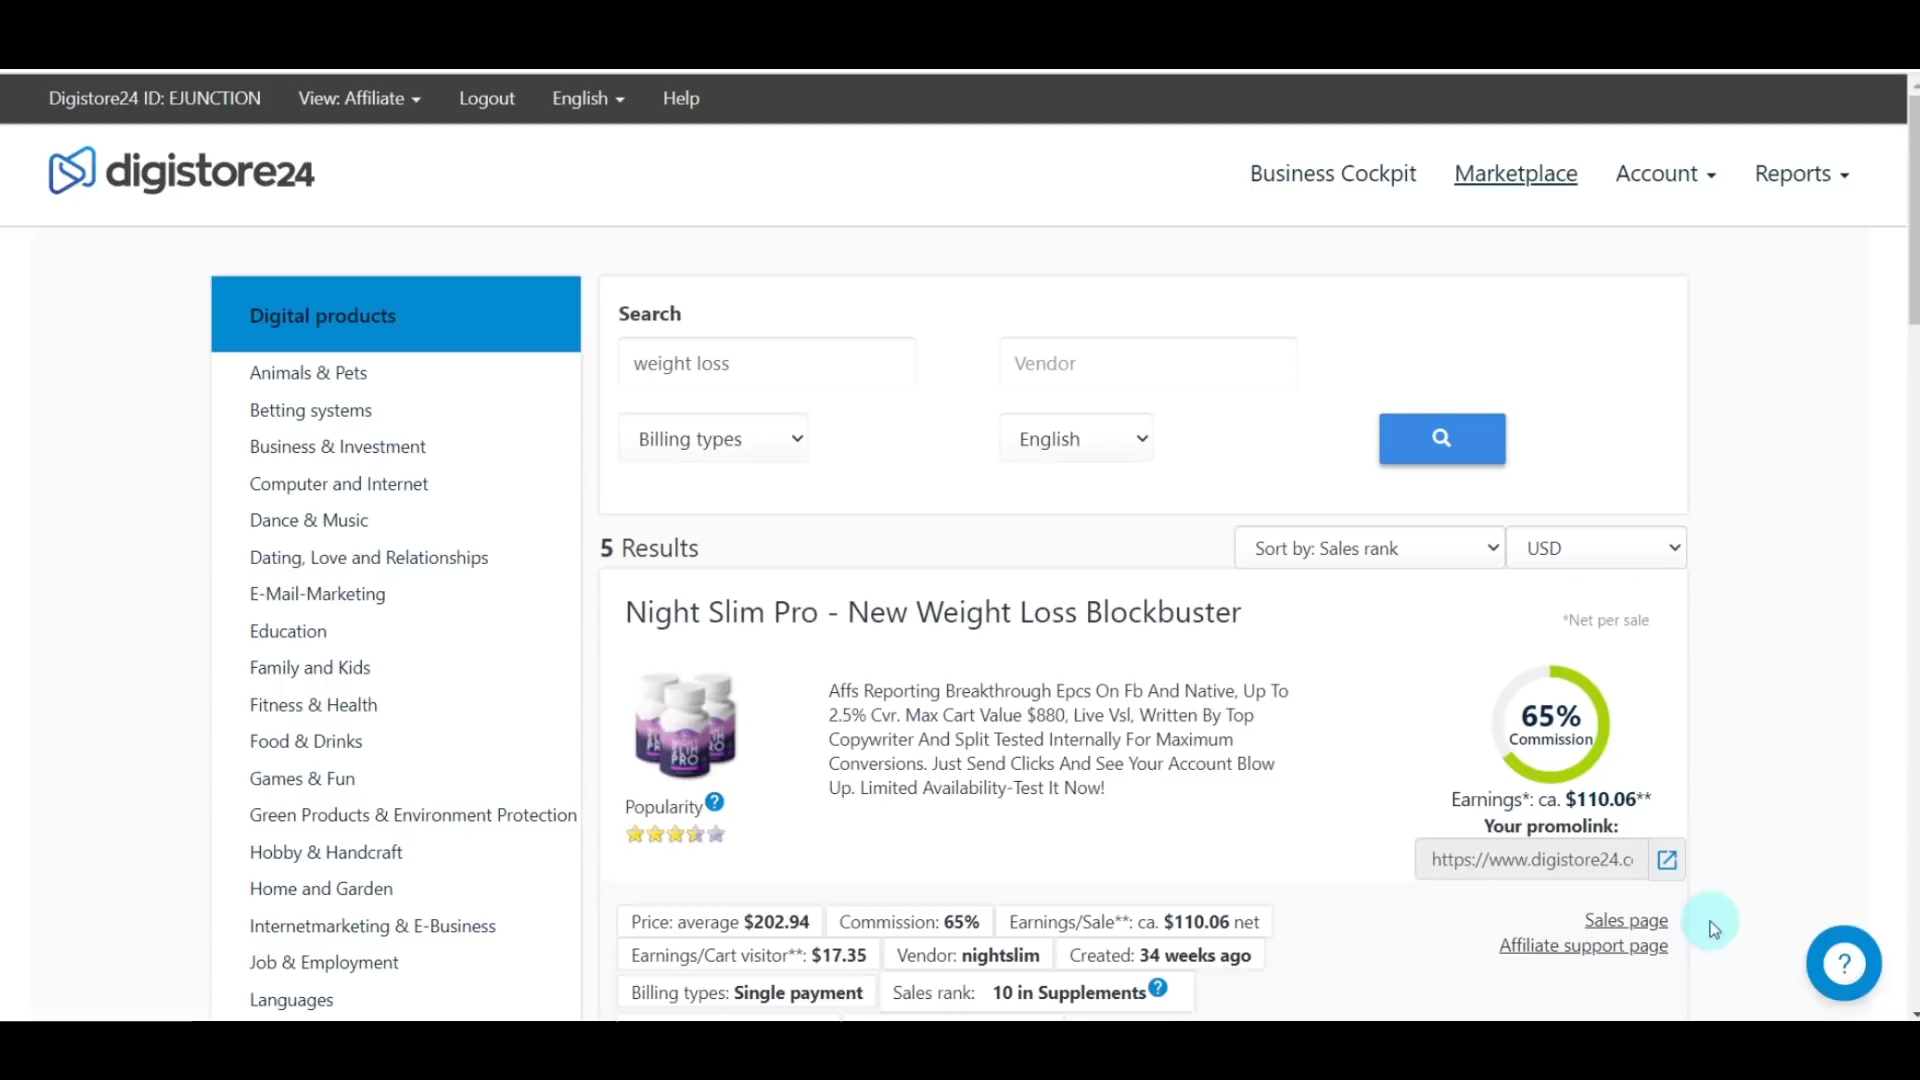 Digistore24 ID: EJUNCTION View: Affiliate Logout English Help
digistore24
Business Cockpit Marketplace Account Reports
Digital products
Animals & Pets
Betting systems
Business & Investment
Computer and Internet
Dance & Music
Dating, Love and Relationships
E-Mail-Marketing
Education
Family and Kids
Fitness & Health
Food & Drinks
Games & Fun
Green Products & Environment Protection
Hobby & Handcraft
Home and Garden
Internetmarketing & E-Business
Job & Employment
Languages
Search
weight loss Vendor
Billing types English
5 Results Sort by: Sales rank USD
Night Slim Pro - New Weight Loss Blockbuster
*Net per sale
SLIM
PRO
Popularity ?
Affs Reporting Breakthrough Epcs On Fb And Native, Up To
2.5% Cvr. Max Cart Value $880, Live Vsl, Written By Top
Copywriter And Split Tested Internally For Maximum
Conversions. Just Send Clicks And See Your Account Blow
Up. Limited Availability-Test It Now!
65%
Commission
Earnings*: ca. $110.06**
Your promolink:
https://www.digistore24.c
Price: average $202.94 Commission: 65% Earnings/Sale**: ca. $110.06 net
Earnings/Cart visitor**: $17.35 Vendor: nightslim Created: 34 weeks ago
Billing types: Single payment Sales rank: 10 in Supplements ?
Sales page
Affiliate support page
?